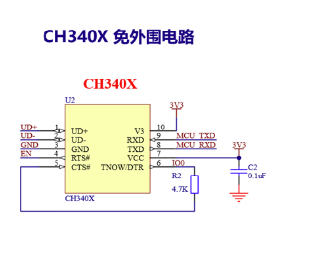 CH340X 免外围电路
CH340X
U2
3V3
UD+ 1 UD+ V3 10
UD- 2 UD- RXD 9 MCU_TXD
GND 3 GND TXD 8 MCU_RXD 3V3
EN 4 RTS# VCC 7
5 CTS# TNOW/DTR 6 IO0
R2
4.7K
C2
0.1uF
CH340X